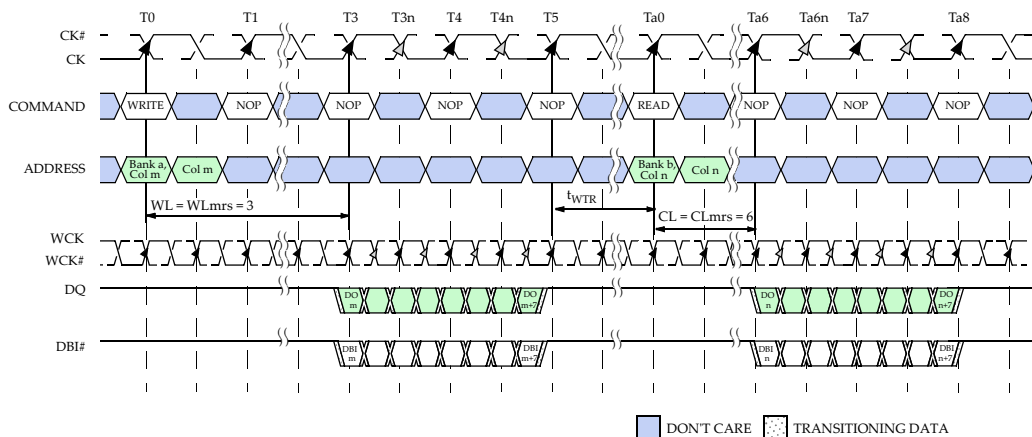 T0 T1 T3 T3n T4 T4n T5 Ta0 Ta6 Ta6n Ta7 Ta8
CK#
CK
COMMAND WRITE NOP NOP NOP NOP READ NOP NOP NOP
ADDRESS Bank a, Col m Col m Bank b, Col n Col n
tWTR
WL = WLmrs = 3 CL = CLmrs = 6
WCK
WCK#
DQ DO m DO m+7 DO n DO n+7
DBI# DBI m DBI m+7 DBI n DBI n+7
DON'T CARE TRANSITIONING DATA